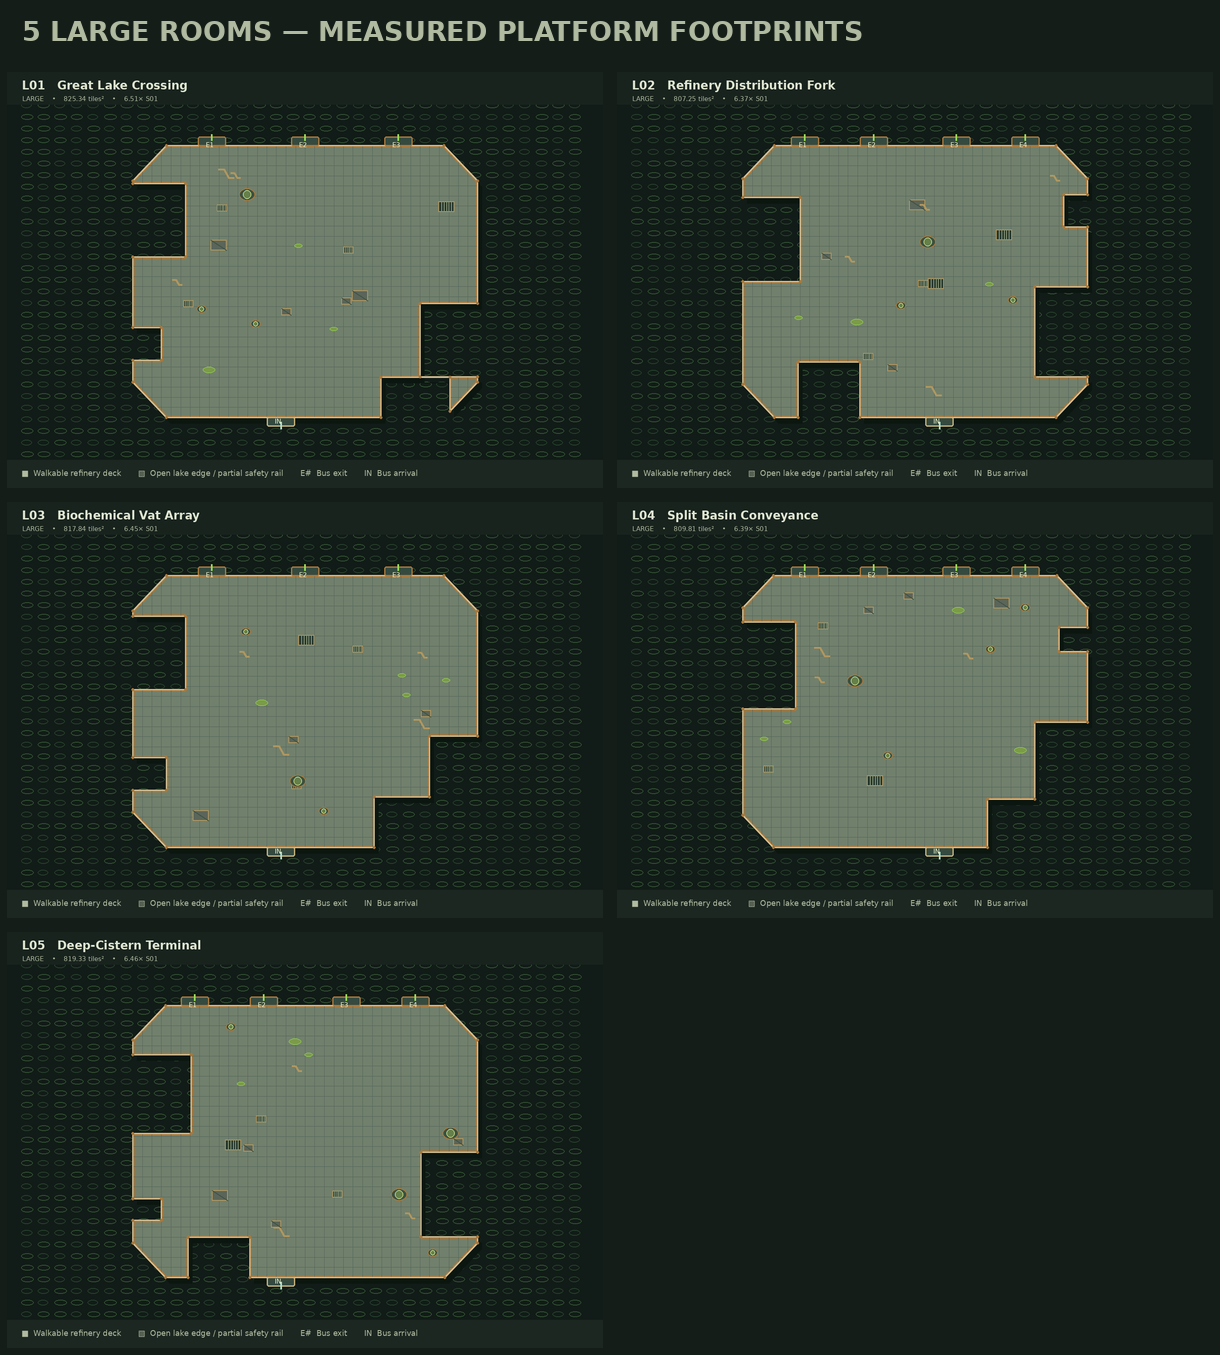 5 LARGE ROOMS — MEASURED PLATFORM FOOTPRINTS
L01 Great Lake Crossing
LARGE • 825.34 tiles² • 6.51× S01
E1 E2 E3
IN
■ Walkable refinery deck ▧ Open lake edge / partial safety rail E# Bus exit IN Bus arrival
L02 Refinery Distribution Fork
LARGE • 807.25 tiles² • 6.37× S01
E1 E2 E3 E4
IN
■ Walkable refinery deck ▧ Open lake edge / partial safety rail E# Bus exit IN Bus arrival
L03 Biochemical Vat Array
LARGE • 817.84 tiles² • 6.45× S01
E1 E2 E3
IN
■ Walkable refinery deck ▧ Open lake edge / partial safety rail E# Bus exit IN Bus arrival
L04 Split Basin Conveyance
LARGE • 809.81 tiles² • 6.39× S01
E1 E2 E3 E4
IN
■ Walkable refinery deck ▧ Open lake edge / partial safety rail E# Bus exit IN Bus arrival
L05 Deep-Cistern Terminal
LARGE • 819.33 tiles² • 6.46× S01
E1 E2 E3 E4
IN
■ Walkable refinery deck ▧ Open lake edge / partial safety rail E# Bus exit IN Bus arrival